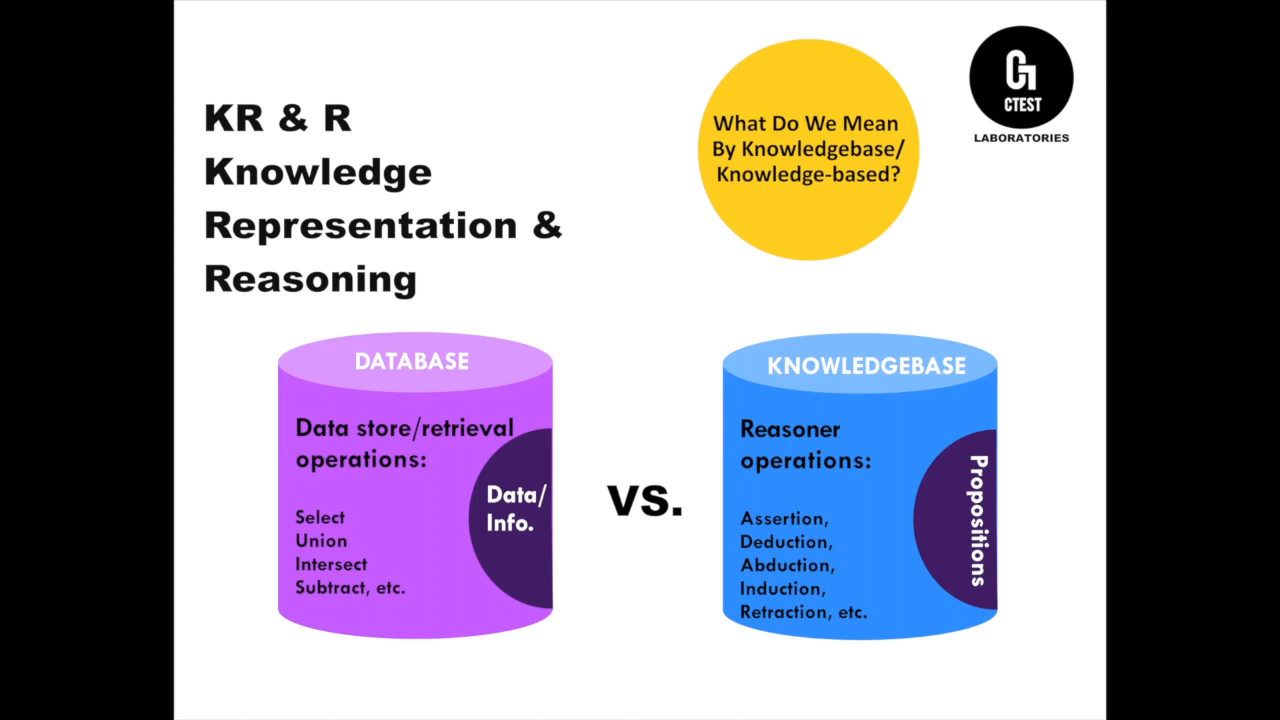 KR & R
Knowledge
Representation &
Reasoning
What Do We Mean
By Knowledgebase/
Knowledge-based?
CTEST
LABORATORIES
DATABASE
Data store/retrieval
operations:
Select
Union
Intersect
Subtract, etc.
Data/
Info.
VS.
KNOWLEDGEBASE
Reasoner
operations:
Assertion,
Deduction,
Abduction,
Induction,
Retraction, etc.
Propositions